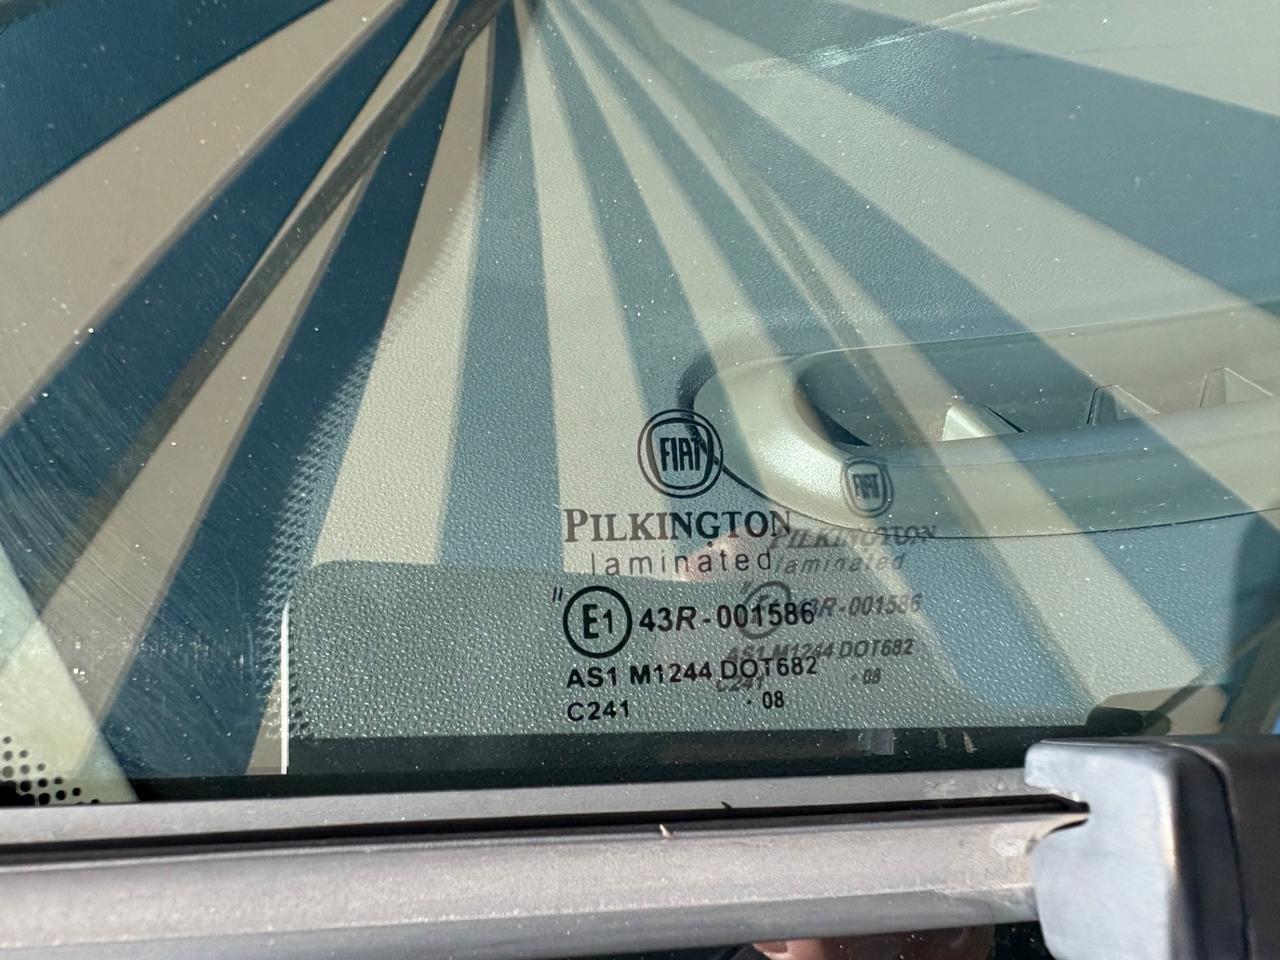 FIAT
PILKINGTON
laminated
" E1 43R-001586
AS1 M1244 DOT682
C241 · 08